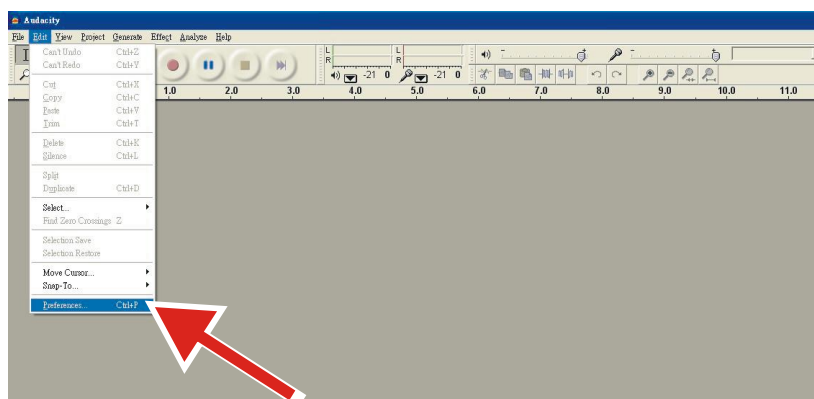 Audacity
File Edit View Project Generate Effect Analyze Help
Can't Undo Ctrl+Z
Can't Redo Ctrl+Y
Cut Ctrl+X
Copy Ctrl+C
Paste Ctrl+V
Trim Ctrl+T
Delete Ctrl+K
Silence Ctrl+L
Split
Duplicate Ctrl+D
Select...
Find Zero Crossings Z
Selection Save
Selection Restore
Move Cursor...
Snap-To...
Preferences... Ctrl+P
L
R
-21 0
L
R
-21 0
1.0 2.0 3.0 4.0 5.0 6.0 7.0 8.0 9.0 10.0 11.0